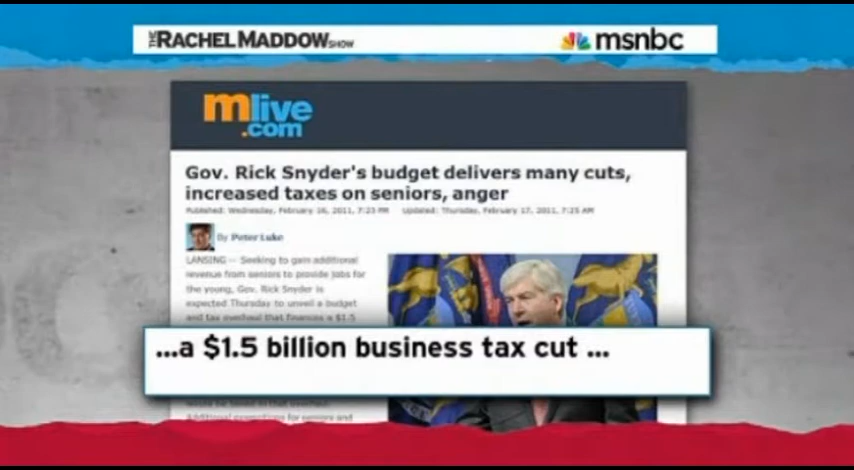 THE RACHEL MADDOW SHOW
msnbc
mlive
.com
Gov. Rick Snyder's budget delivers many cuts,
increased taxes on seniors, anger
Published: Wednesday, February 16, 2011, 7:23 PM Updated: Thursday, February 17, 2011, 7:25 AM
By Peter Luke
LANSING -- Seeking to gain additional
revenue from seniors to provide jobs for
the young, Gov. Rick Snyder is
expected Thursday to unveil a budget
and tax overhaul that finances a $1.5
...a $1.5 billion business tax cut ...
Additional exemptions for seniors and